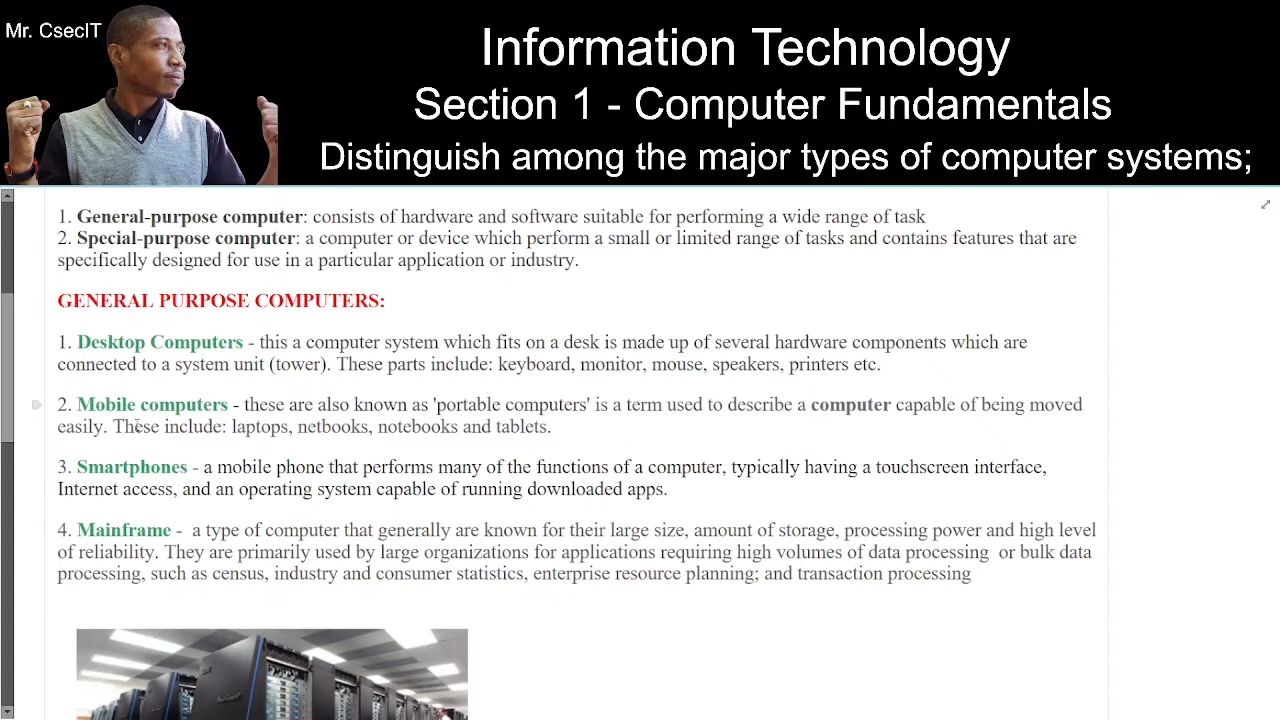 Mr. CsecIT
Information Technology
Section 1 - Computer Fundamentals
Distinguish among the major types of computer systems;
1. General-purpose computer: consists of hardware and software suitable for performing a wide range of task
2. Special-purpose computer: a computer or device which perform a small or limited range of tasks and contains features that are
specifically designed for use in a particular application or industry.
GENERAL PURPOSE COMPUTERS:
1. Desktop Computers - this a computer system which fits on a desk is made up of several hardware components which are
connected to a system unit (tower). These parts include: keyboard, monitor, mouse, speakers, printers etc.
2. Mobile computers - these are also known as 'portable computers' is a term used to describe a computer capable of being moved
easily. These include: laptops, netbooks, notebooks and tablets.
3. Smartphones - a mobile phone that performs many of the functions of a computer, typically having a touchscreen interface,
Internet access, and an operating system capable of running downloaded apps.
4. Mainframe - a type of computer that generally are known for their large size, amount of storage, processing power and high level
of reliability. They are primarily used by large organizations for applications requiring high volumes of data processing or bulk data
processing, such as census, industry and consumer statistics, enterprise resource planning; and transaction processing